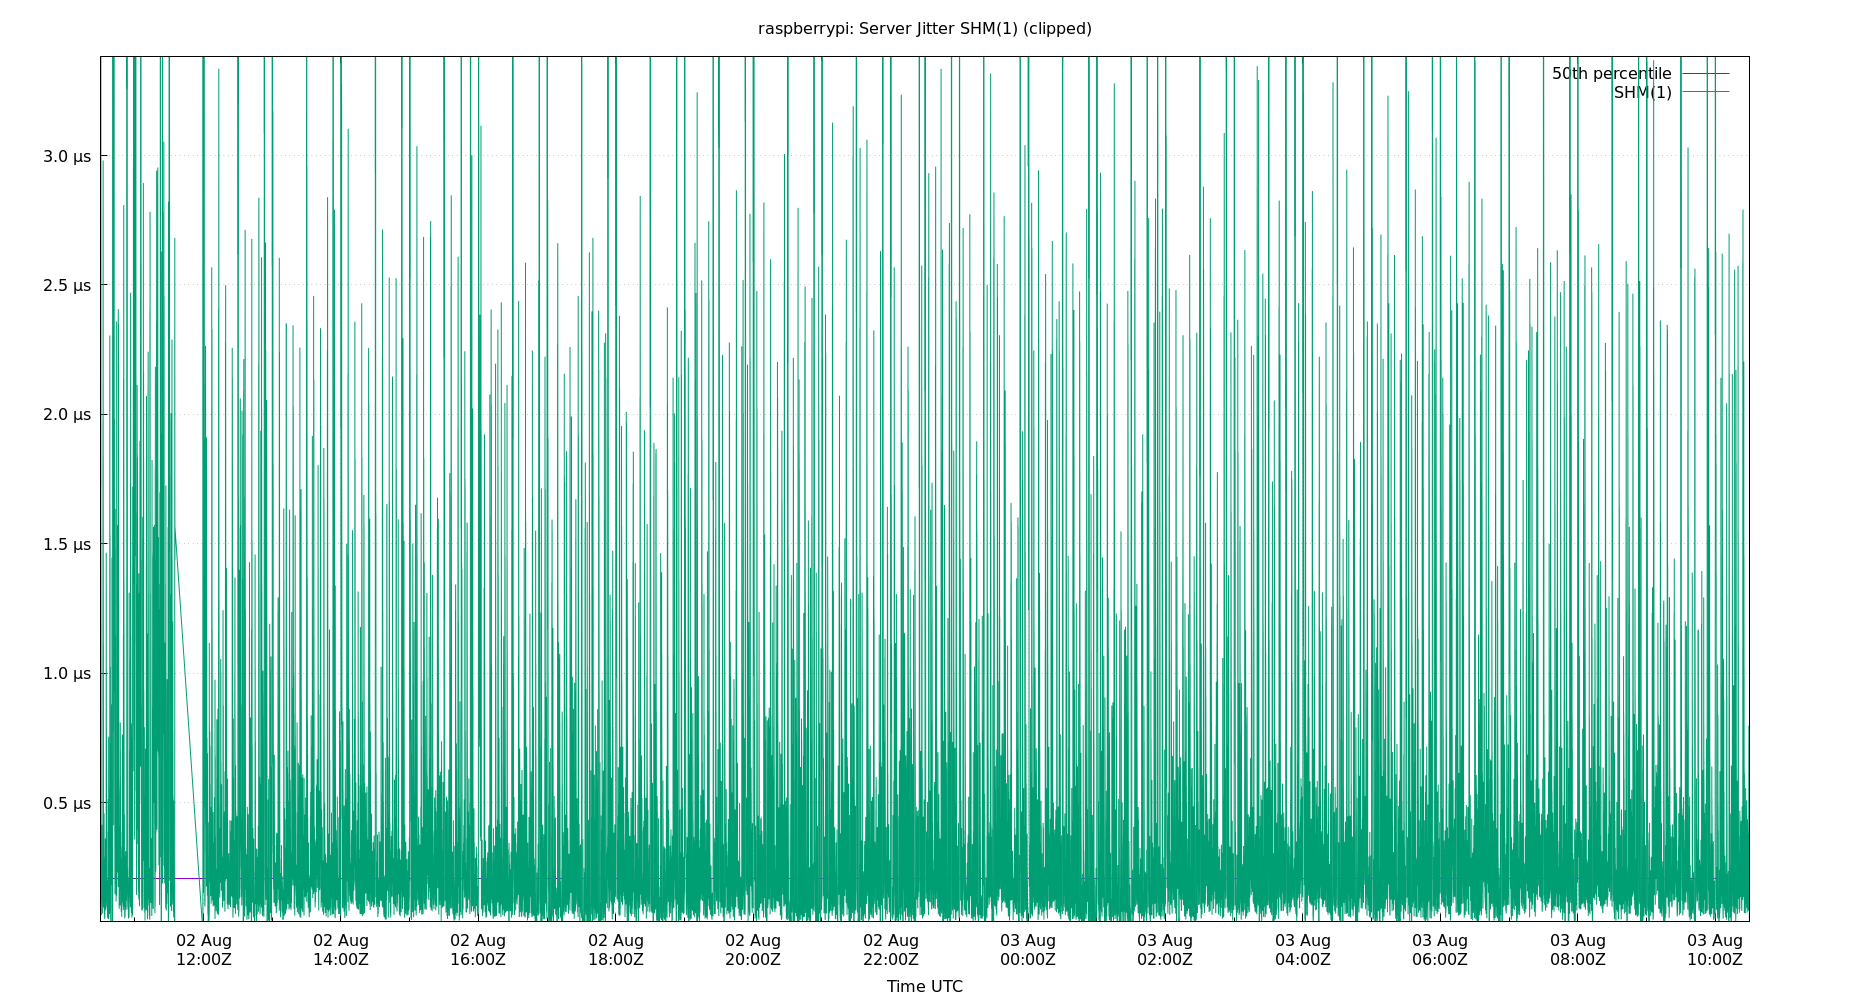 raspberrypi: Server Jitter SHM(1) (clipped)
50th percentile
SHM(1)
3.0 μs
2.5 μs
2.0 μs
1.5 μs
1.0 μs
0.5 μs
02 Aug 02 Aug 02 Aug 02 Aug 02 Aug 02 Aug 03 Aug 03 Aug 03 Aug 03 Aug 03 Aug 03 Aug
12:00Z 14:00Z 16:00Z 18:00Z 20:00Z 22:00Z 00:00Z 02:00Z 04:00Z 06:00Z 08:00Z 10:00Z
Time UTC